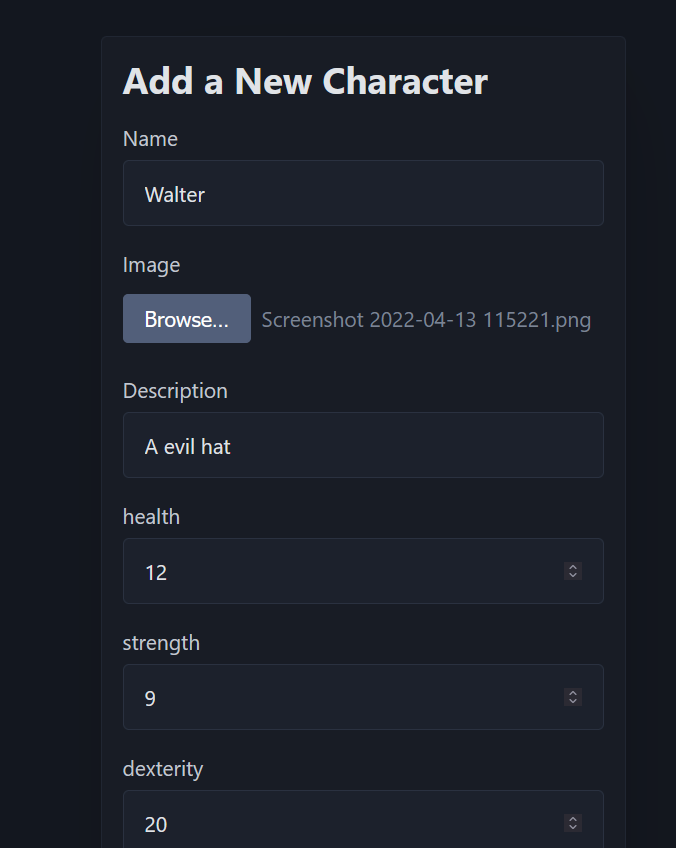 Add a New Character
Name
Walter
Image
Browse... Screenshot 2022-04-13 115221.png
Description
A evil hat
health
12
strength
9
dexterity
20